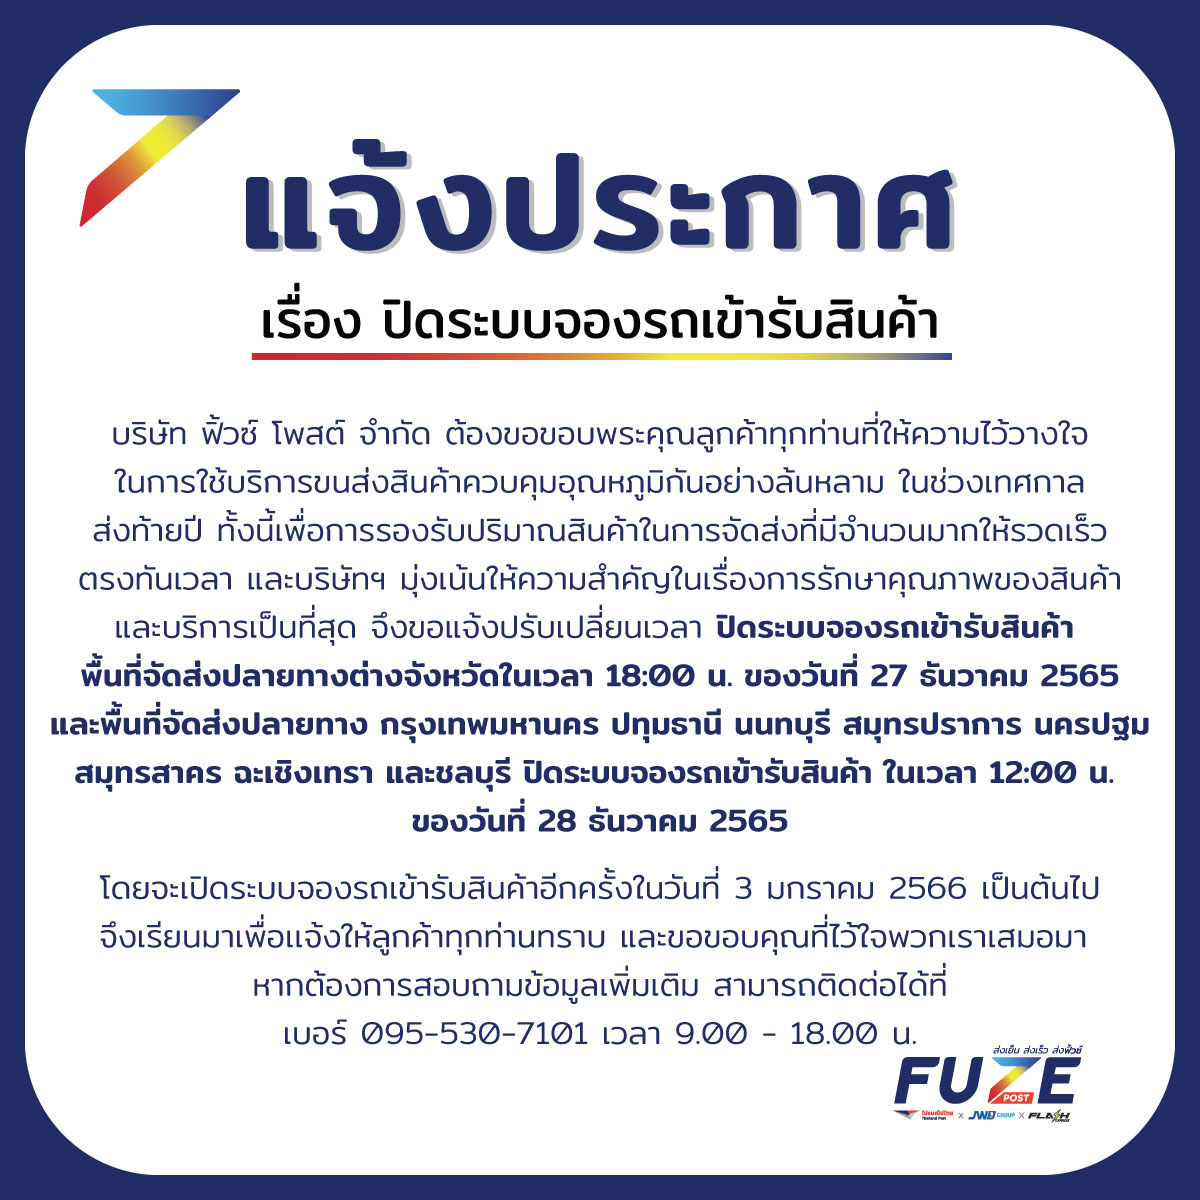 แจ้งประกาศ
เรื่อง ปิดระบบจองรถเข้ารับสินค้า
บริษัท ฟิ้วซ์ โพสต์ จำกัด ต้องขอขอบพระคุณลูกค้าทุกท่านที่ให้ความไว้วางใจ
ในการใช้บริการขนส่งสินค้าควบคุมอุณหภูมิกันอย่างล้นหลาม ในช่วงเทศกาล
ส่งท้ายปี ทั้งนี้เพื่อการรองรับปริมาณสินค้าในการจัดส่งที่มีจำนวนมากให้รวดเร็ว
ตรงทันเวลา และบริษัทฯ มุ่งเน้นให้ความสำคัญในเรื่องการรักษาคุณภาพของสินค้า
และบริการเป็นที่สุด จึงขอแจ้งปรับเปลี่ยนเวลา ปิดระบบจองรถเข้ารับสินค้า
พื้นที่จัดส่งปลายทางต่างจังหวัดในเวลา 18:00 น. ของวันที่ 27 ธันวาคม 2565
และพื้นที่จัดส่งปลายทาง กรุงเทพมหานคร ปทุมธานี นนทบุรี สมุทรปราการ นครปฐม
สมุทรสาคร ฉะเชิงเทรา และชลบุรี ปิดระบบจองรถเข้ารับสินค้า ในเวลา 12:00 น.
ของวันที่ 28 ธันวาคม 2565
โดยจะเปิดระบบจองรถเข้ารับสินค้าอีกครั้งในวันที่ 3 มกราคม 2566 เป็นต้นไป
จึงเรียนมาเพื่อแจ้งให้ลูกค้าทุกท่านทราบ และขอขอบคุณที่ไว้ใจพวกเราเสมอมา
หากต้องการสอบถามข้อมูลเพิ่มเติม สามารถติดต่อได้ที่
เบอร์ 095-530-7101 เวลา 9.00 - 18.00 น.
ส่งเย็น ส่งเร็ว ส่งฟิ้วซ์
FUZE
POST
ไปรษณีย์ไทย
Thailand Post
x JWD GROUP x FLASH
EXPRESS